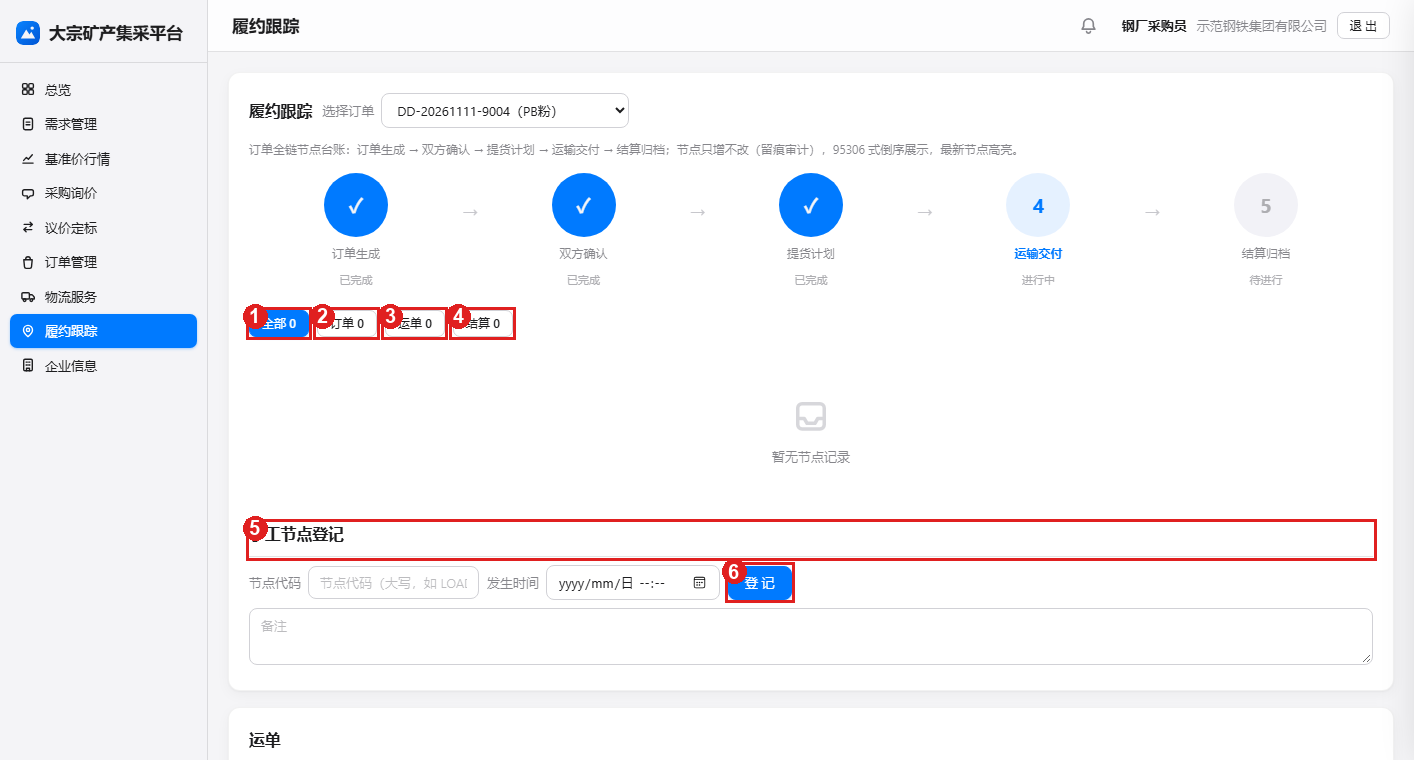 大宗矿产集采平台
履约跟踪
钢厂采购员 示范钢铁集团有限公司 退出
总览
需求管理
基准价行情
采购询价
议价定标
订单管理
物流服务
履约跟踪
企业信息
履约跟踪 选择订单 DD-20261111-9004（PB粉）
订单全链节点台账：订单生成 → 双方确认 → 提货计划 → 运输交付 → 结算归档；节点只增不改（留痕审计），95306 式倒序展示，最新节点高亮。
✓ → ✓ → ✓ → 4 → 5
订单生成 双方确认 提货计划 运输交付 结算归档
已完成 已完成 已完成 进行中 待进行
1 全部 0 2 订单 0 3 运单 0 4 结算 0
暂无节点记录
5 工节点登记
节点代码 节点代码（大写，如 LOAI 发生时间 yyyy/mm/日 --:-- 6 登记
备注
运单